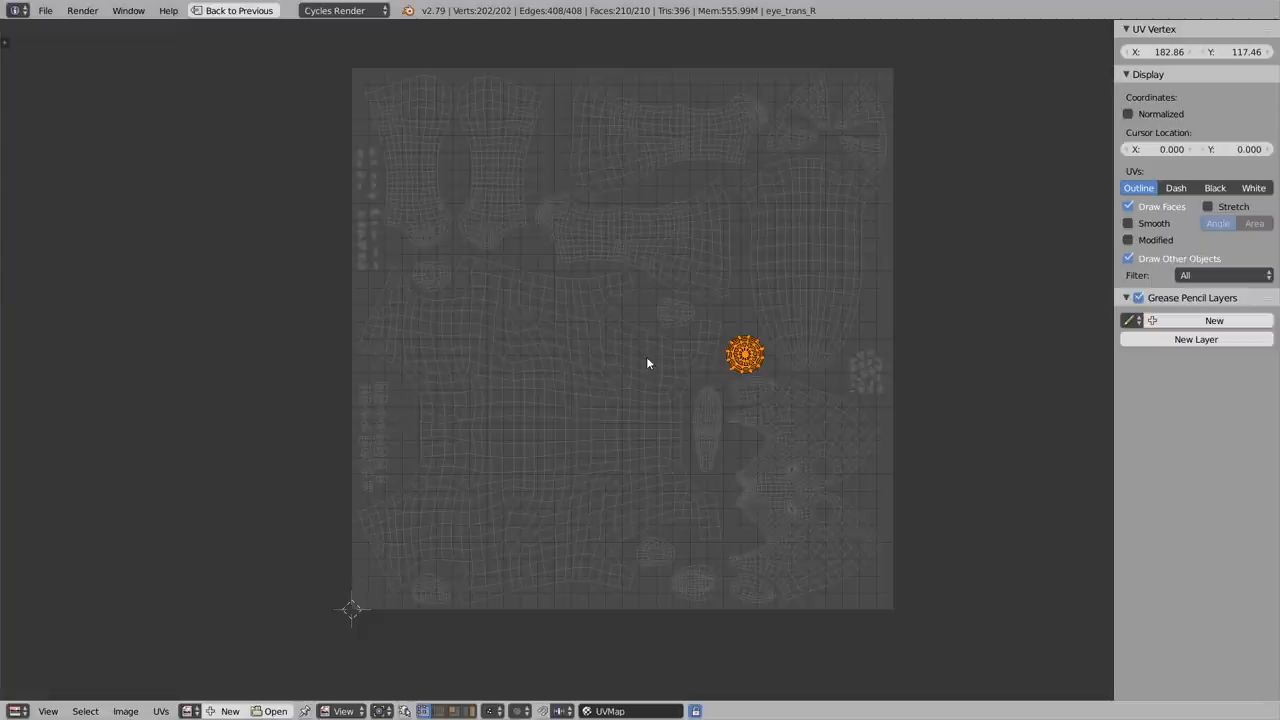 File Render Window Help Back to Previous Cycles Render v2.79 | Verts:202/202 | Edges:408/408 | Faces:210/210 | Tris:396 | Mem:555.99M | eye_trans_R
UV Vertex
X: 182.86 Y: 117.46
Display
Coordinates:
Normalized
Cursor Location:
X: 0.000 Y: 0.000
UVs:
Outline Dash Black White
Draw Faces Stretch
Smooth Angle Area
Modified
Draw Other Objects
Filter: All
Grease Pencil Layers
New
New Layer
View Select Image UVs New Open View UVMap